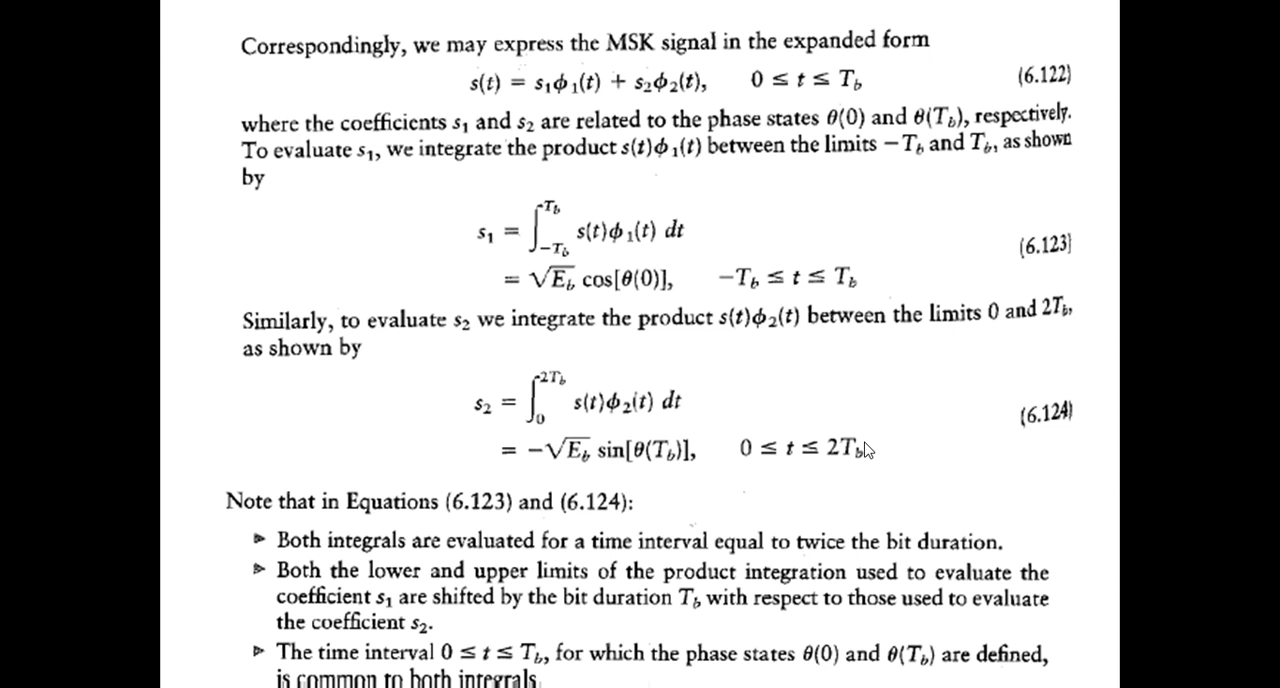 Correspondingly, we may express the MSK signal in the expanded form
s(t) = s₁ϕ₁(t) + s₂ϕ₂(t), 0 ≤ t ≤ T_b (6.122)
where the coefficients s₁ and s₂ are related to the phase states θ(0) and θ(T_b), respectively.
To evaluate s₁, we integrate the product s(t)ϕ₁(t) between the limits −T_b and T_b, as shown
by
s₁ = ∫_{−T_b}^{T_b} s(t)ϕ₁(t) dt
(6.123)
= √E_b cos[θ(0)], −T_b ≤ t ≤ T_b
Similarly, to evaluate s₂ we integrate the product s(t)ϕ₂(t) between the limits 0 and 2T_b,
as shown by
s₂ = ∫_0^{2T_b} s(t)ϕ₂(t) dt
(6.124)
= −√E_b sin[θ(T_b)], 0 ≤ t ≤ 2T_b
Note that in Equations (6.123) and (6.124):
▶ Both integrals are evaluated for a time interval equal to twice the bit duration.
▶ Both the lower and upper limits of the product integration used to evaluate the
coefficient s₁ are shifted by the bit duration T_b with respect to those used to evaluate
the coefficient s₂.
▶ The time interval 0 ≤ t ≤ T_b, for which the phase states θ(0) and θ(T_b) are defined,
is common to both integrals.